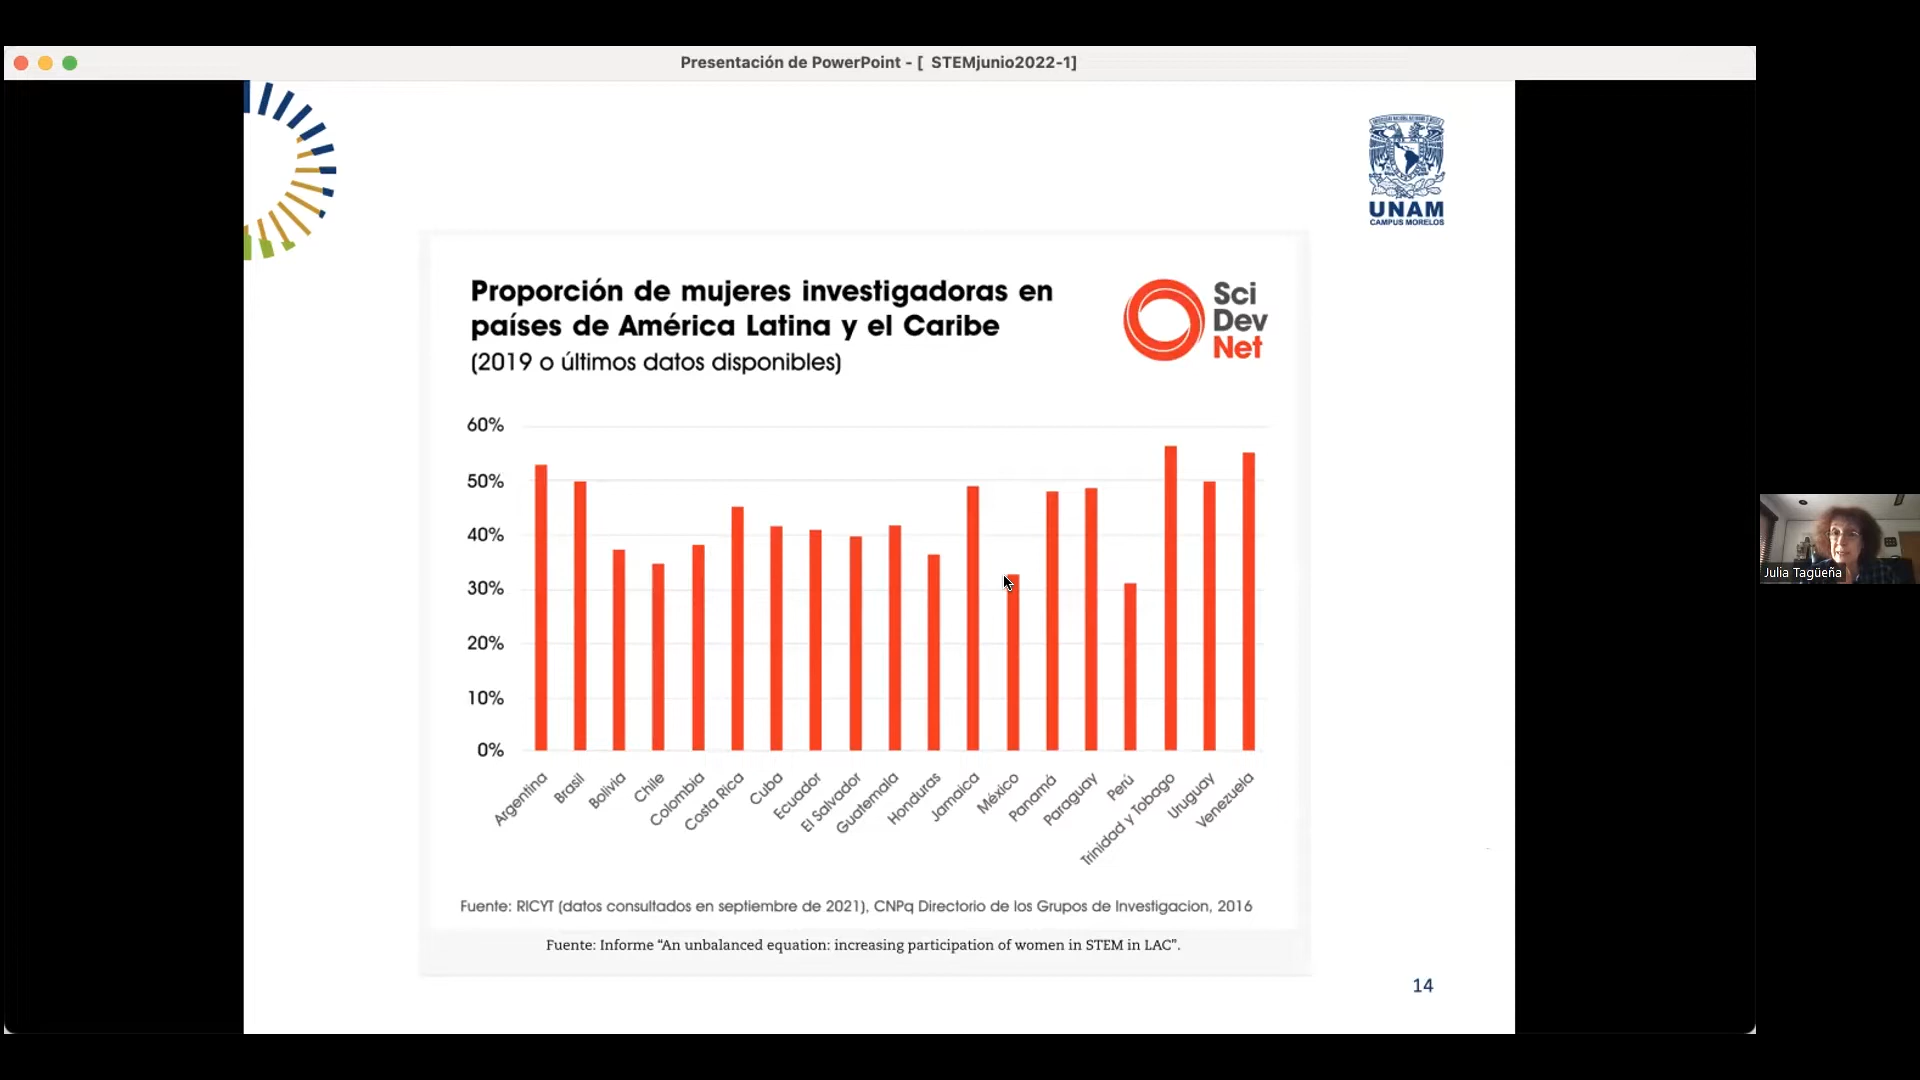 Presentación de PowerPoint - [ STEMjunio2022-1]
UNAM
CAMPUS MORELOS
Proporción de mujeres investigadoras en
países de América Latina y el Caribe
(2019 o últimos datos disponibles)
Sci
Dev
Net
60%
50%
40%
30%
20%
10%
0%
Argentina
Brasil
Bolivia
Chile
Colombia
Costa Rica
Cuba
Ecuador
El Salvador
Guatemala
Honduras
Jamaica
México
Panamá
Paraguay
Perú
Trinidad y Tobago
Uruguay
Venezuela
Fuente: RICYT (datos consultados en septiembre de 2021), CNPq Directorio de los Grupos de Investigacion, 2016
Fuente: Informe “An unbalanced equation: increasing participation of women in STEM in LAC”.
14
Julia Tagüeña